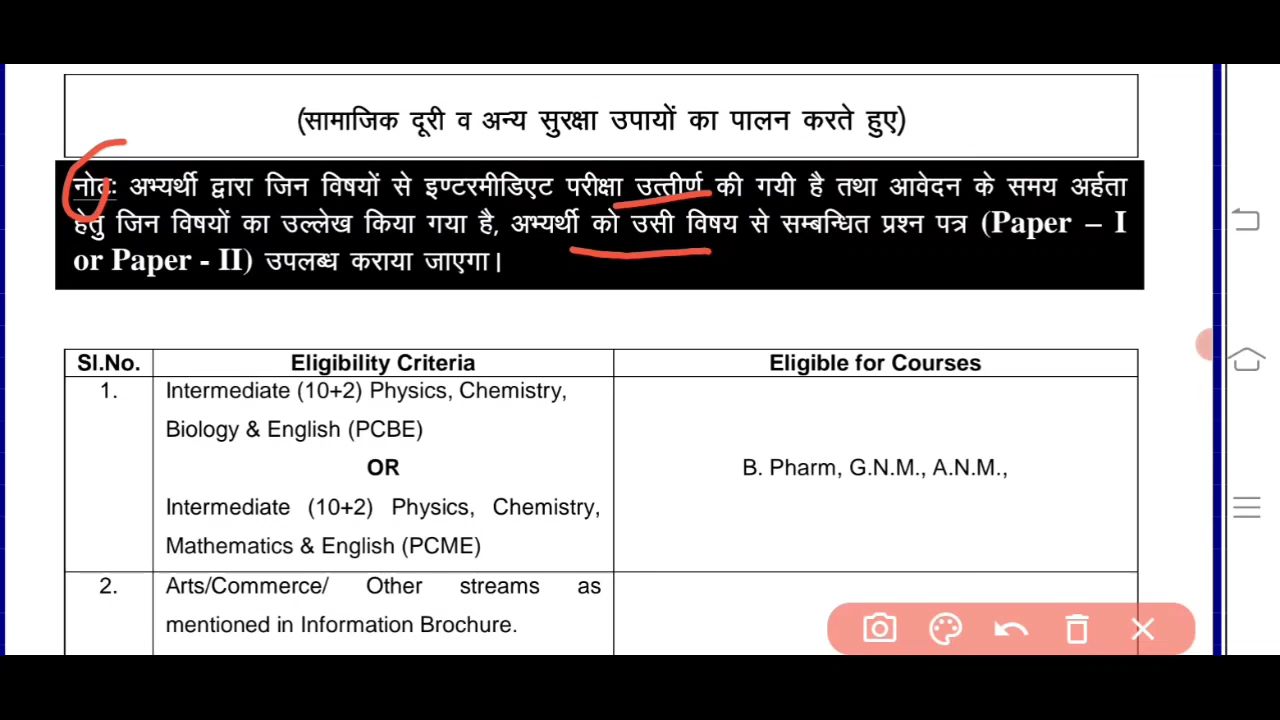 (सामाजिक दूरी व अन्य सुरक्षा उपायों का पालन करते हुए)
नोटः अभ्यर्थी द्वारा जिन विषयों से इण्टरमीडिएट परीक्षा उत्तीर्ण की गयी है तथा आवेदन के समय अर्हता
हेतु जिन विषयों का उल्लेख किया गया है, अभ्यर्थी को उसी विषय से सम्बन्धित प्रश्न पत्र (Paper – I
or Paper - II) उपलब्ध कराया जाएगा।
Sl.No. Eligibility Criteria Eligible for Courses
1. Intermediate (10+2) Physics, Chemistry,
Biology & English (PCBE)
OR
B. Pharm, G.N.M., A.N.M.,
Intermediate (10+2) Physics, Chemistry,
Mathematics & English (PCME)
2. Arts/Commerce/ Other streams as
mentioned in Information Brochure.